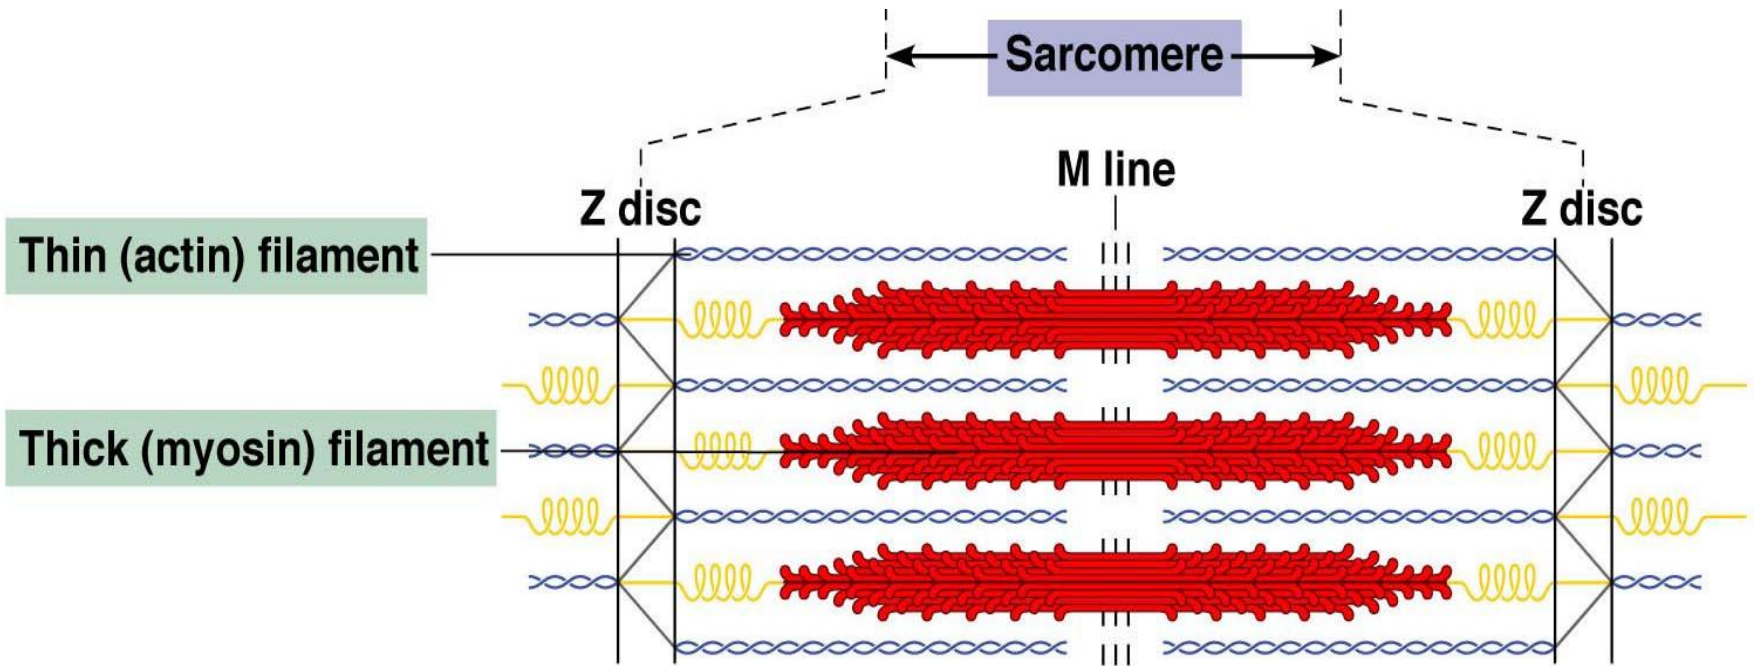 Sarcomere
M line
Z disc
Z disc
Thin (actin) filament
Thick (myosin) filament